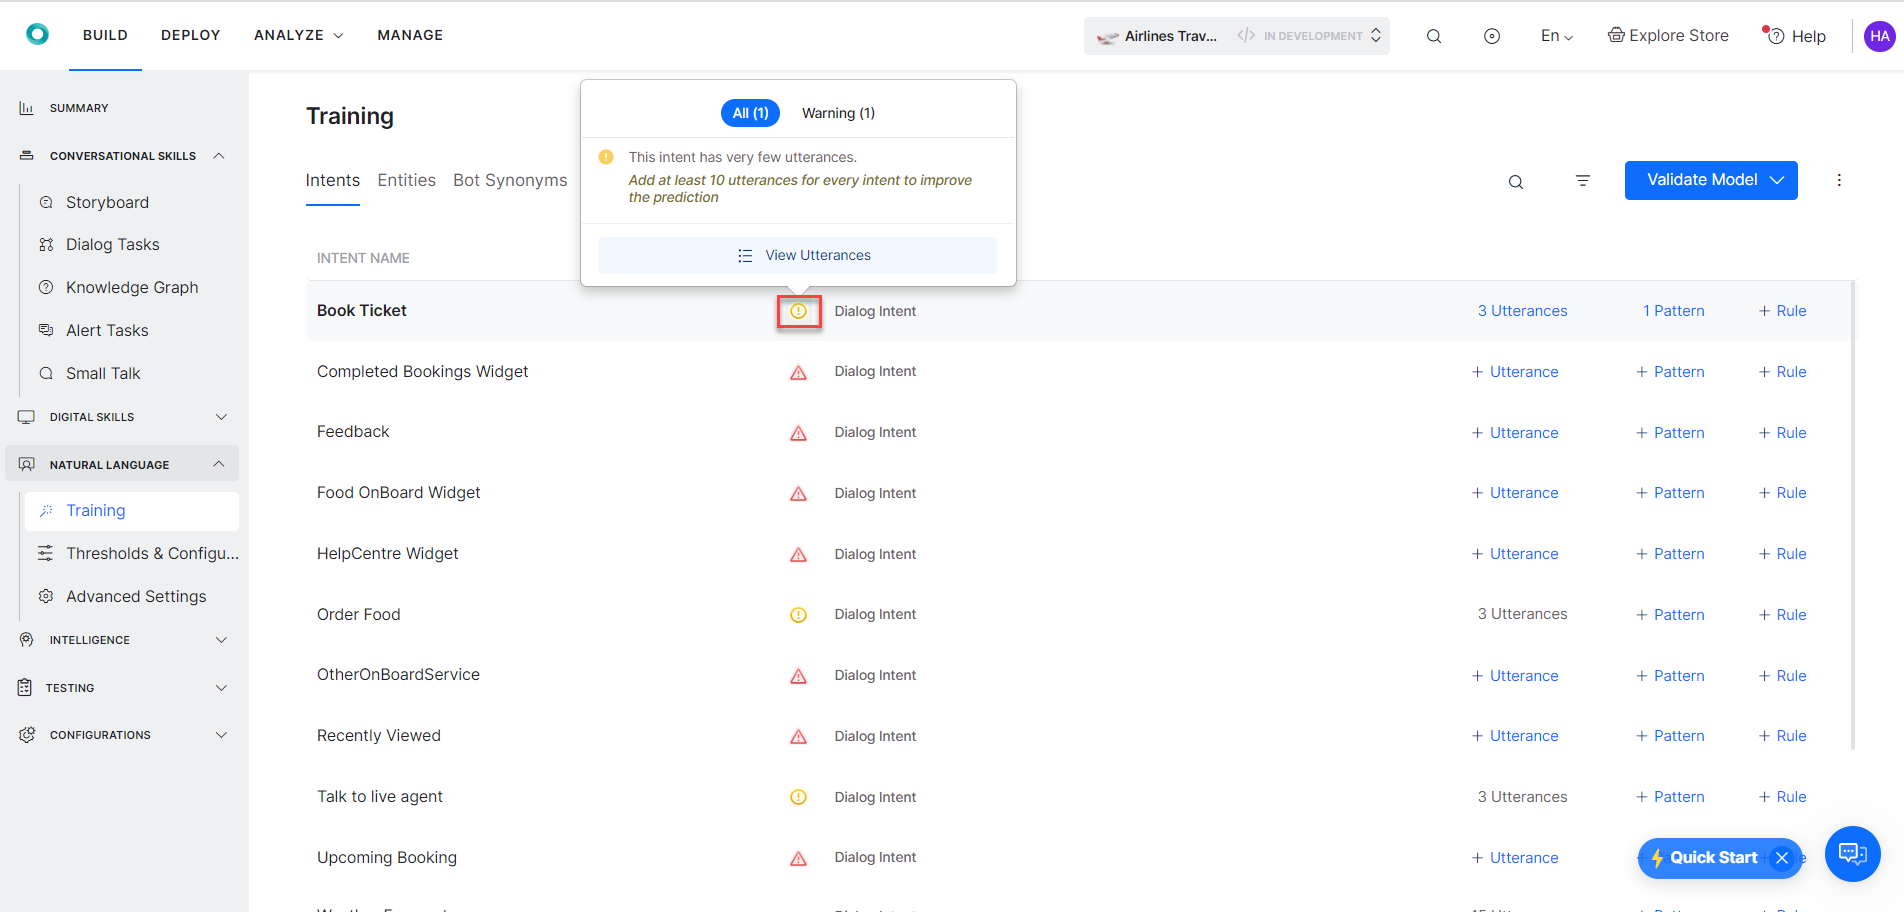 BUILD DEPLOY ANALYZE MANAGE Airlines Trav... </> IN DEVELOPMENT En Explore Store Help HA
SUMMARY
CONVERSATIONAL SKILLS
Storyboard
Dialog Tasks
Knowledge Graph
Alert Tasks
Small Talk
DIGITAL SKILLS
NATURAL LANGUAGE
Training
Thresholds & Configu...
Advanced Settings
INTELLIGENCE
TESTING
CONFIGURATIONS
Training
Intents Entities Bot Synonyms
Validate Model
All (1) Warning (1)
This intent has very few utterances.
Add at least 10 utterances for every intent to improve
the prediction
View Utterances
INTENT NAME
Book Ticket Dialog Intent 3 Utterances 1 Pattern + Rule
Completed Bookings Widget Dialog Intent + Utterance + Pattern + Rule
Feedback Dialog Intent + Utterance + Pattern + Rule
Food OnBoard Widget Dialog Intent + Utterance + Pattern + Rule
HelpCentre Widget Dialog Intent + Utterance + Pattern + Rule
Order Food Dialog Intent 3 Utterances + Pattern + Rule
OtherOnBoardService Dialog Intent + Utterance + Pattern + Rule
Recently Viewed Dialog Intent + Utterance + Pattern + Rule
Talk to live agent Dialog Intent 3 Utterances + Pattern + Rule
Upcoming Booking Dialog Intent + Utterance
Quick Start